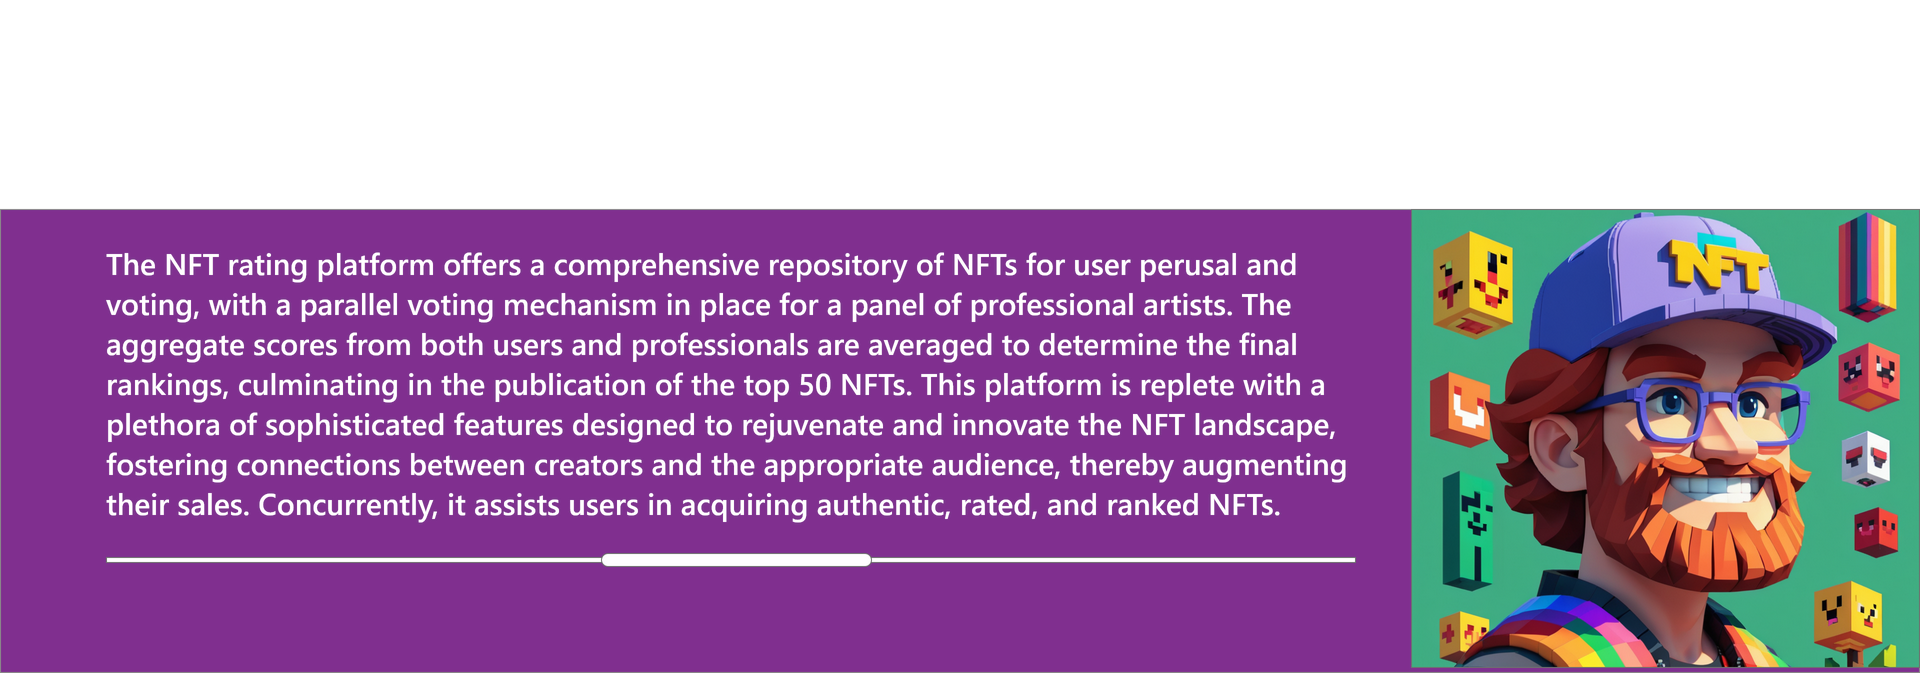 The NFT rating platform offers a comprehensive repository of NFTs for user perusal and
voting, with a parallel voting mechanism in place for a panel of professional artists. The
aggregate scores from both users and professionals are averaged to determine the final
rankings, culminating in the publication of the top 50 NFTs. This platform is replete with a
plethora of sophisticated features designed to rejuvenate and innovate the NFT landscape,
fostering connections between creators and the appropriate audience, thereby augmenting
their sales. Concurrently, it assists users in acquiring authentic, rated, and ranked NFTs.
NFT